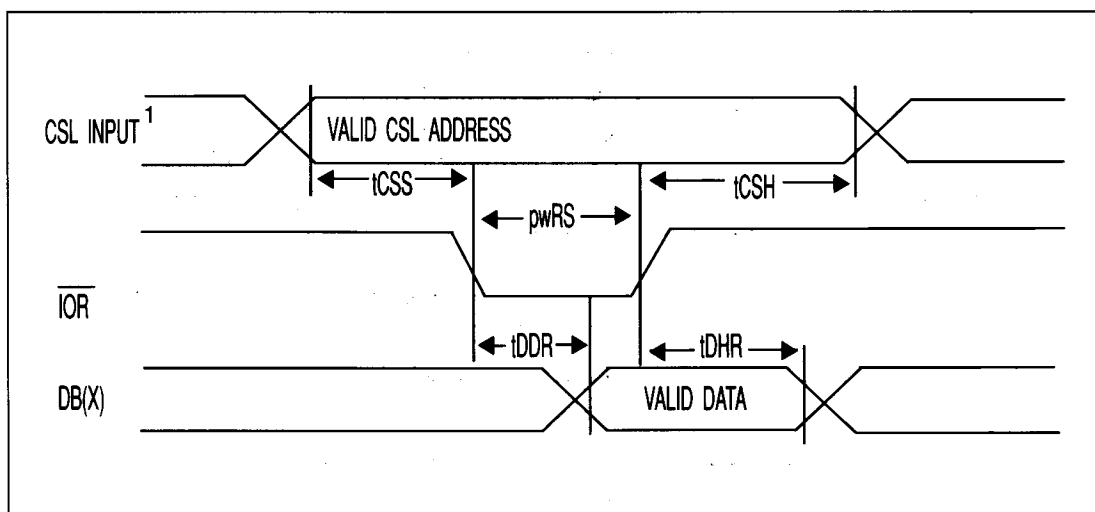 CSL INPUT 1
VALID CSL ADDRESS
tCSS
tCSH
pwRS
IOR
tDDR
tDHR
DB(X)
VALID DATA